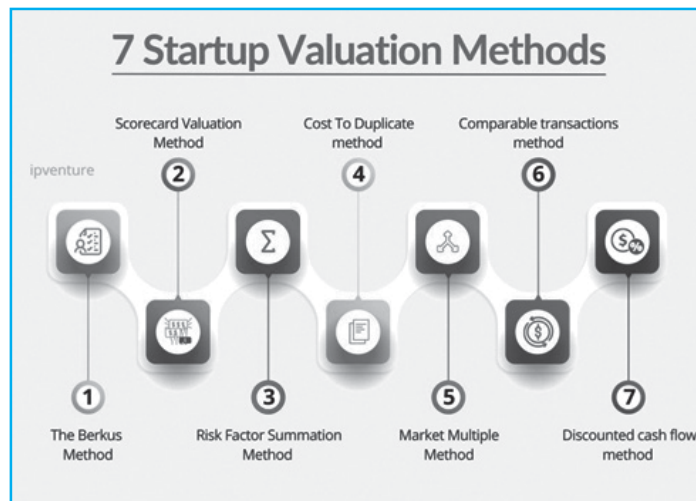 7 Startup Valuation Methods
ipventure
1
The Berkus
Method
Scorecard Valuation
Method
2
3
Risk Factor Summation
Method
Cost To Duplicate
method
4
5
Market Multiple
Method
Comparable transactions
method
6
7
Discounted cash flow
method